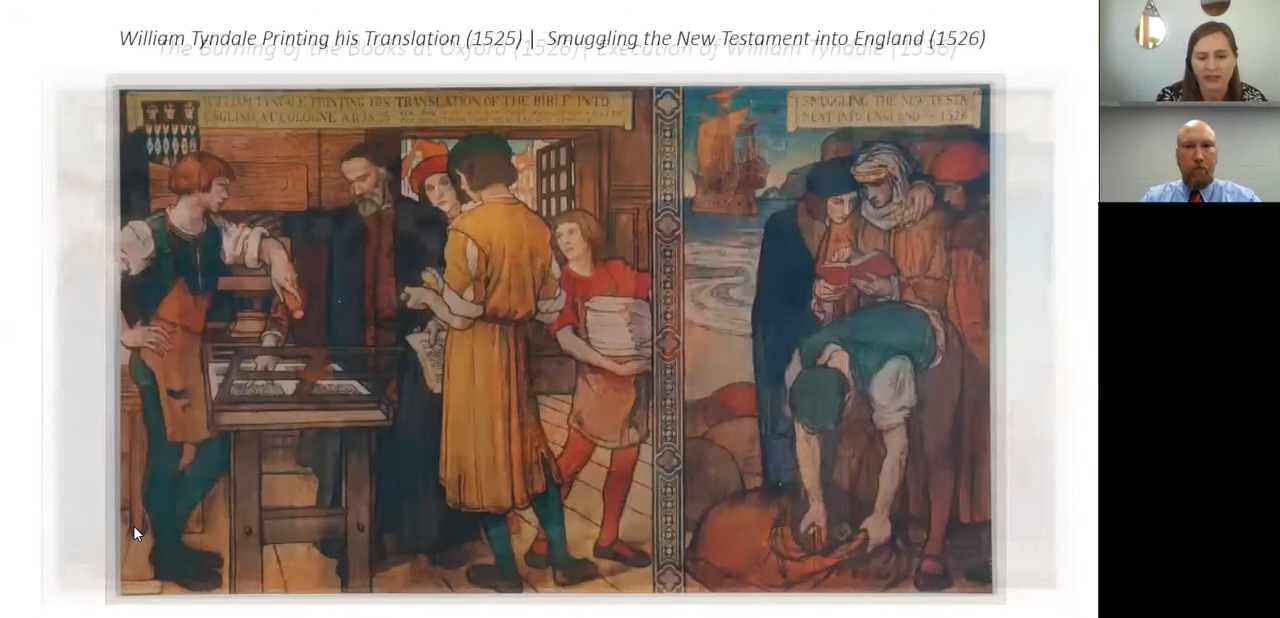 William Tyndale Printing his Translation (1525) | Smuggling the New Testament into England (1526)
The Burning of the Books at Oxford (1526) | Execution of William Tyndale (1536)
WILLIAM TYNDALE PRINTING HIS TRANSLATION OF THE BIBLE INTO
ENGLISH AT COLOGNE
SMUGGLING THE NEW TESTA
MENT INTO ENGLAND – 1526